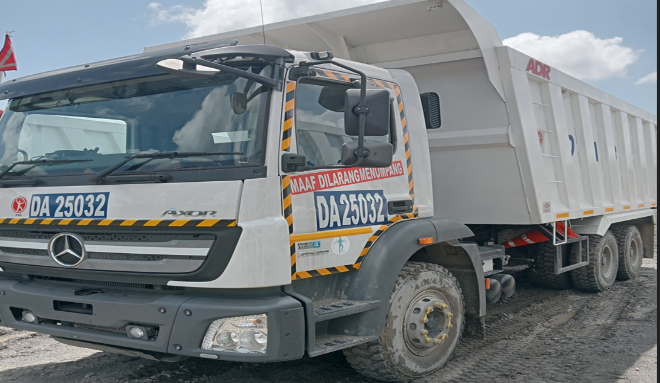 ADR
MAAF DILARANG MENUMPANG
DA 25032
DA 25032
AXOR